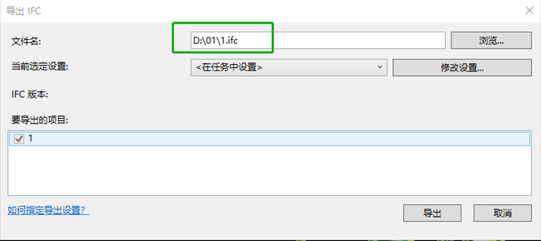 导出 IFC
文件名: D:\01\1.ifc 浏览...
当前选定设置: <在任务中设置> 修改设置...
IFC 版本:
要导出的项目:
1
如何指定导出设置? 导出 取消